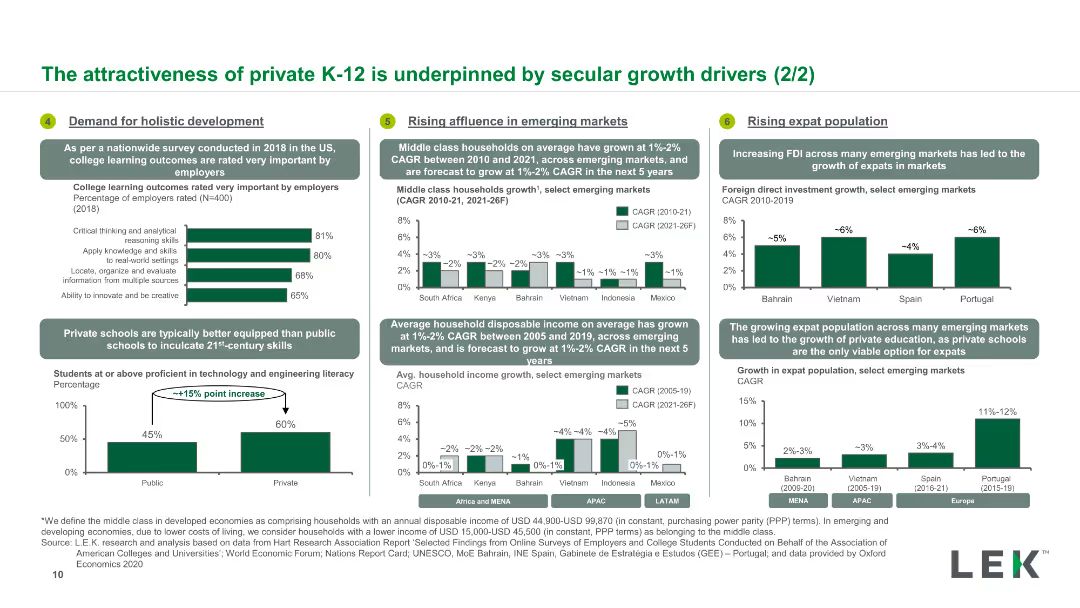 The attractiveness of private K-12 is underpinned by secular growth drivers (2/2)
4 Demand for holistic development
As per a nationwide survey conducted in 2018 in the US,
college learning outcomes are rated very important by
employers
College learning outcomes rated very important by employers
Percentage of employers rated (N=400)
(2018)
Critical thinking and analytical
reasoning skills
81%
Apply knowledge and skills
to real-world settings
80%
Locate, organize and evaluate
information from multiple sources
68%
Ability to innovate and be creative
65%
Private schools are typically better equipped than public
schools to inculcate 21st-century skills
Students at or above proficient in technology and engineering literacy
Percentage
~+15% point increase
100%
50%
0%
45%
60%
Public Private
5 Rising affluence in emerging markets
Middle class households on average have grown at 1%-2%
CAGR between 2010 and 2021, across emerging markets, and
are forecast to grow at 1%-2% CAGR in the next 5 years
Middle class households growth¹, select emerging markets
(CAGR 2010-21, 2021-26F)
CAGR (2010-21)
CAGR (2021-26F)
8%
6%
4%
2%
0%
~3% ~2% ~3% ~2% ~2% ~3% ~3% ~1% ~1% ~1% ~3% ~1%
South Africa Kenya Bahrain Vietnam Indonesia Mexico
Average household disposable income on average has grown
at 1%-2% CAGR between 2005 and 2019, across emerging
markets, and is forecast to grow at 1%-2% CAGR in the next 5
years
Avg. household income growth, select emerging markets
CAGR
CAGR (2005-19)
CAGR (2021-26F)
8%
6%
4%
2%
0%
0%-1% ~2% ~2% ~2% ~1% 0%-1% ~4% ~4% ~4% ~5% 0%-1% 0%-1%
South Africa Kenya Bahrain Vietnam Indonesia Mexico
Africa and MENA APAC LATAM
6 Rising expat population
Increasing FDI across many emerging markets has led to the
growth of expats in markets
Foreign direct investment growth, select emerging markets
CAGR 2010-2019
8%
6%
4%
2%
0%
~5% ~6% ~4% ~6%
Bahrain Vietnam Spain Portugal
The growing expat population across many emerging markets
has led to the growth of private education, as private schools
are the only viable option for expats
Growth in expat population, select emerging markets
CAGR
15%
10%
5%
0%
2%-3% ~3% 3%-4% 11%-12%
Bahrain Vietnam Spain Portugal
(2009-20) (2005-19) (2016-21) (2015-19)
MENA APAC Europe
*We define the middle class in developed economies as comprising households with an annual disposable income of USD 44,900-USD 99,870 (in constant, purchasing power parity (PPP) terms). In emerging and
developing economies, due to lower costs of living, we consider households with a lower income of USD 15,000-USD 45,500 (in constant, PPP terms) as belonging to the middle class.
Source: L.E.K. research and analysis based on data from Hart Research Association Report 'Selected Findings from Online Surveys of Employers and College Students Conducted on Behalf of the Association of
American Colleges and Universities'; World Economic Forum; Nations Report Card; UNESCO, MoE Bahrain, INE Spain, Gabinete de Estratégia e Estudos (GEE) – Portugal; and data provided by Oxford
Economics 2020
10
LEK™